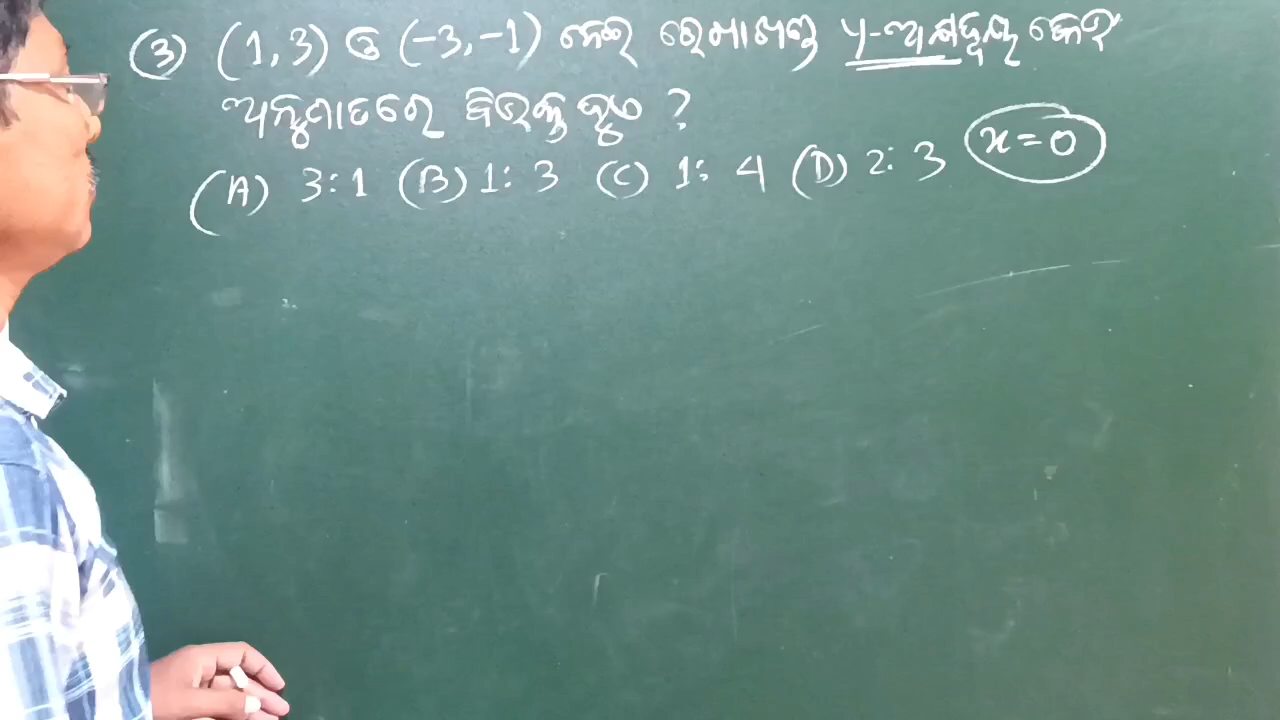 (3) (1, 3) ଓ (-3, -1) ନେଇ ରେଖାଖଣ୍ଡ y-ଅକ୍ଷଦ୍ୱାରା କେଉଁ
ଅନୁପାତରେ ବିଭକ୍ତ ହୁଏ ?
(A) 3:1 (B) 1:3 (C) 1:4 (D) 2:3 x=0